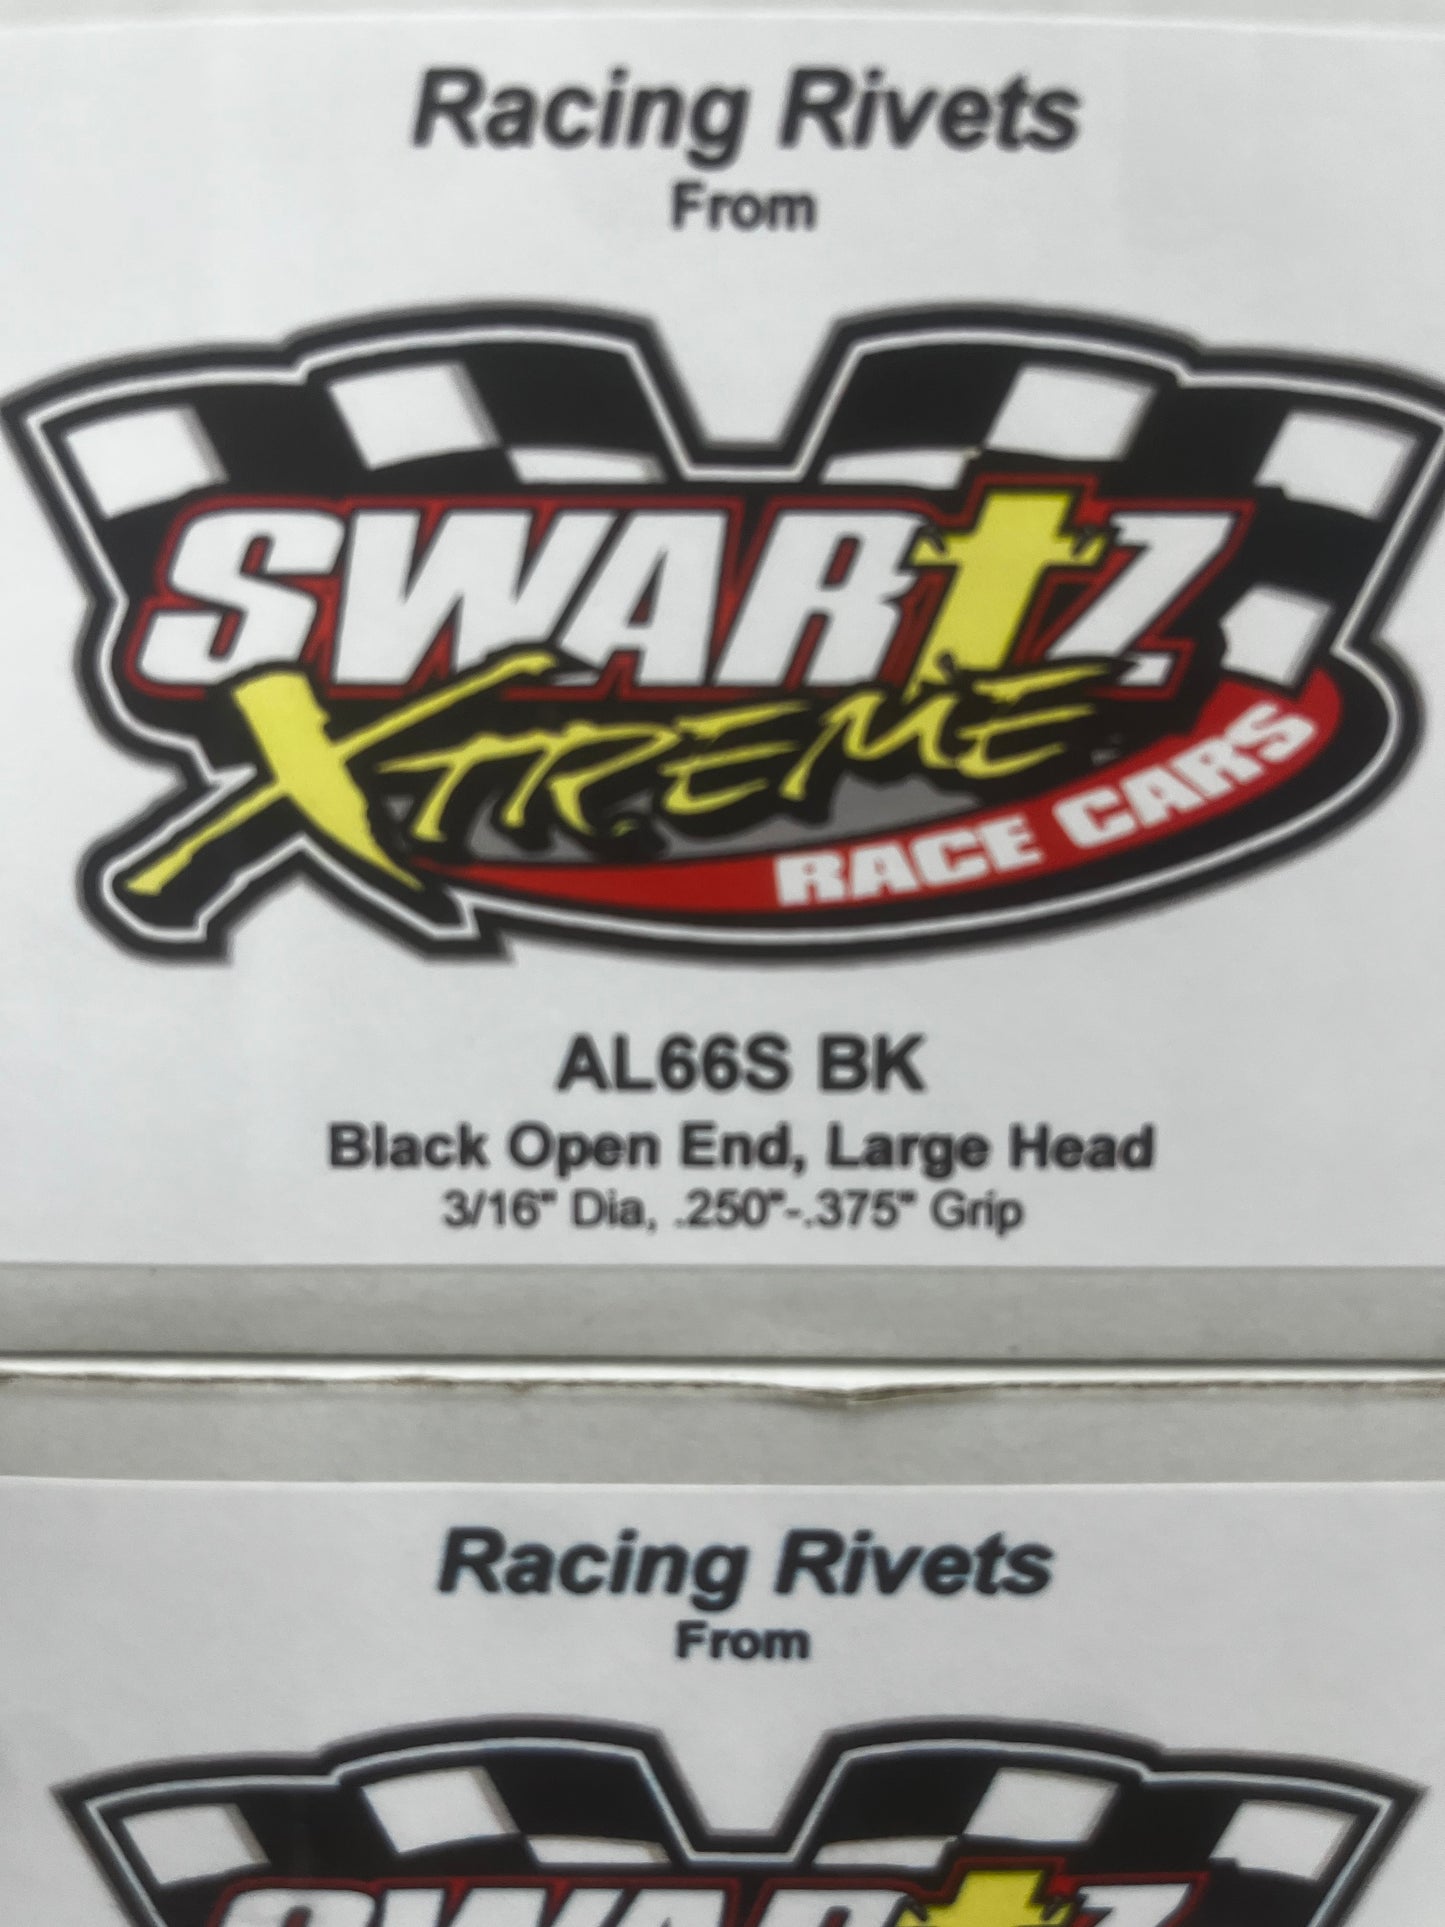 Racing Rivets
From
SWARtZ
XTREME
RACE CARS
AL66S BK
Black Open End, Large Head
3/16" Dia, .250"-.375" Grip
Racing Rivets
From
SWARtZ